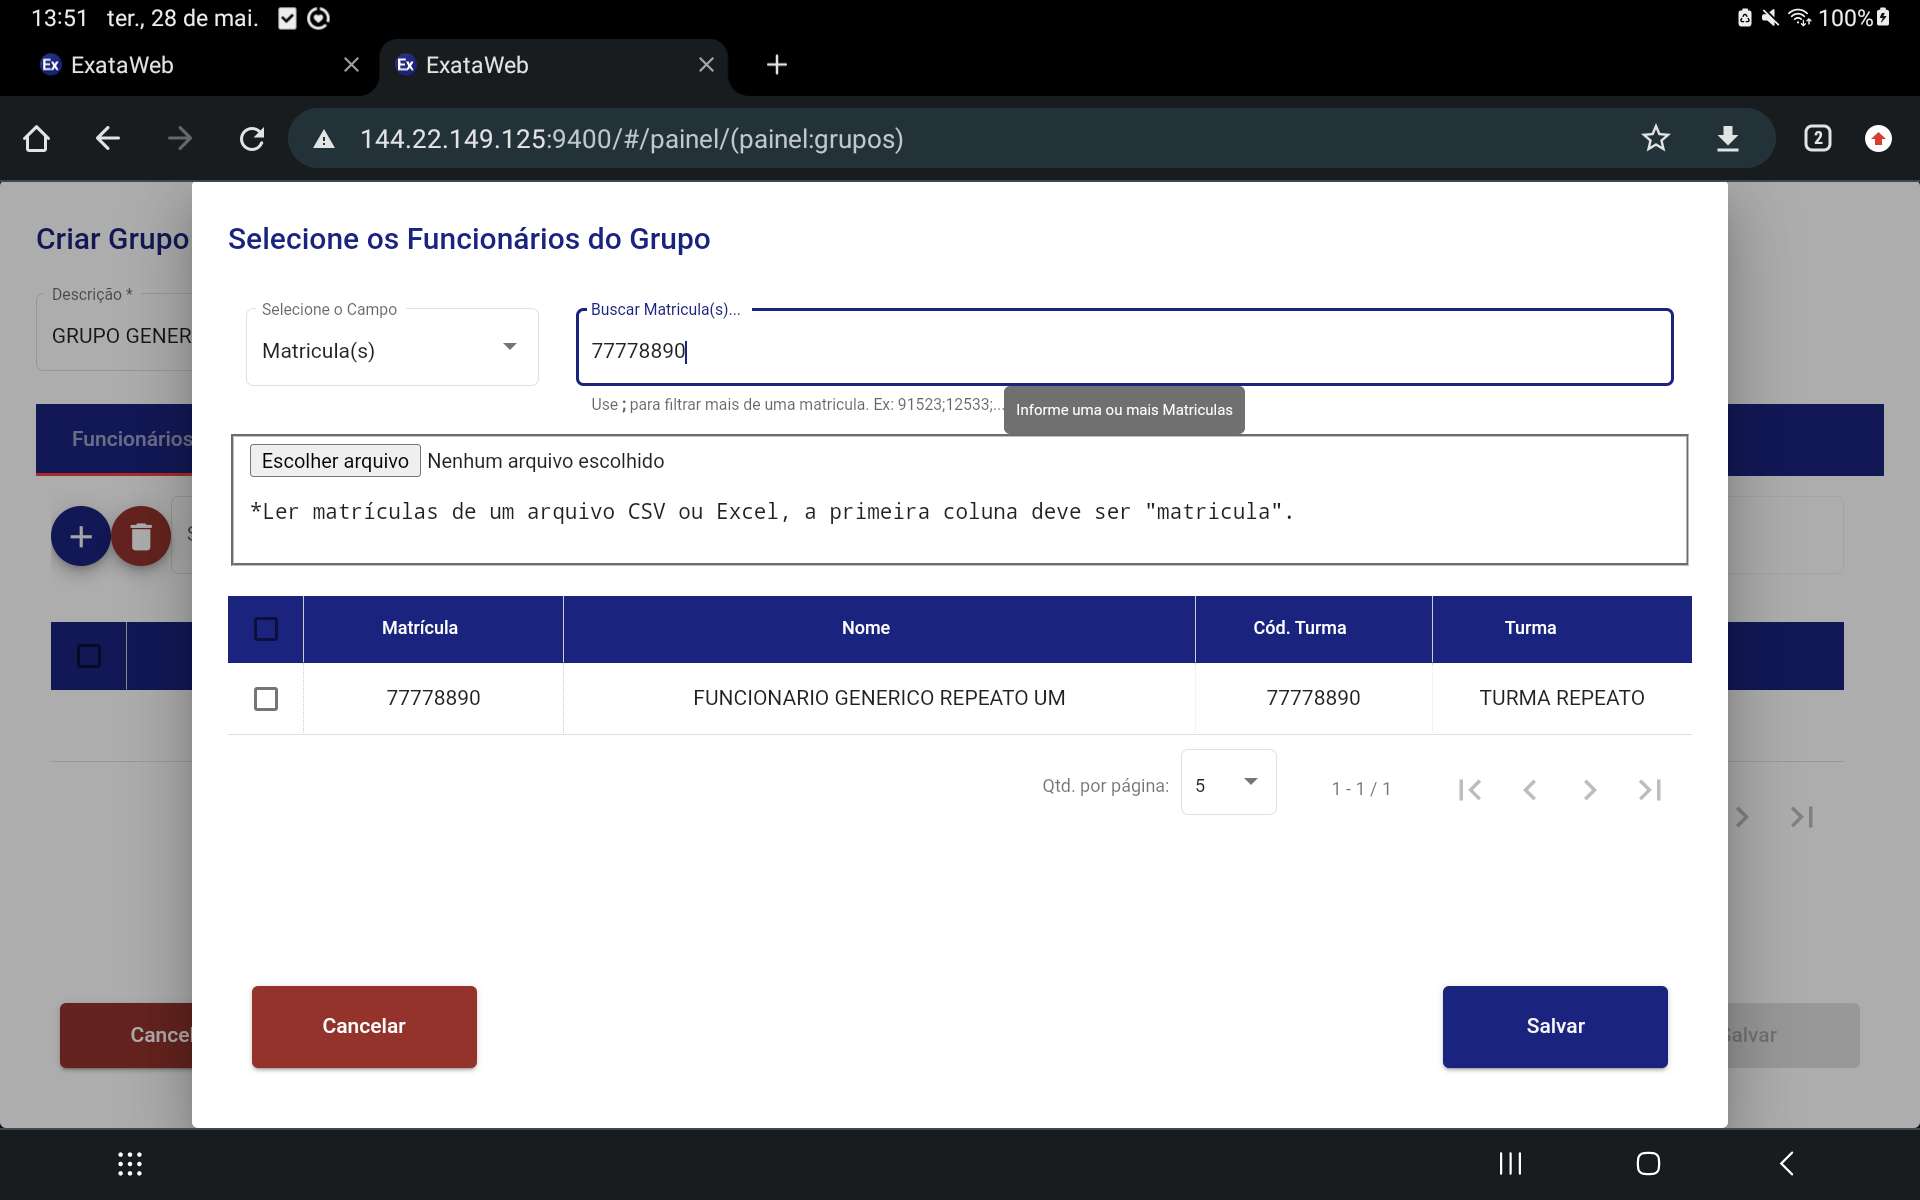 13:51 ter., 28 de mai. 100%
Ex ExataWeb Ex ExataWeb
144.22.149.125:9400/#/painel/(painel:grupos) 2
Criar Grupo
Selecione os Funcionários do Grupo
Descrição *
GRUPO GENER
Selecione o Campo
Matricula(s)
Buscar Matricula(s)...
77778890
Use ; para filtrar mais de uma matricula. Ex: 91523;12533;...
Informe uma ou mais Matriculas
Funcionários
Escolher arquivo Nenhum arquivo escolhido
*Ler matrículas de um arquivo CSV ou Excel, a primeira coluna deve ser "matricula".
Matrícula Nome Cód. Turma Turma
77778890 FUNCIONARIO GENERICO REPEATO UM 77778890 TURMA REPEATO
Qtd. por página: 5 1 - 1 / 1
Cancelar Salvar
Cancel alvar